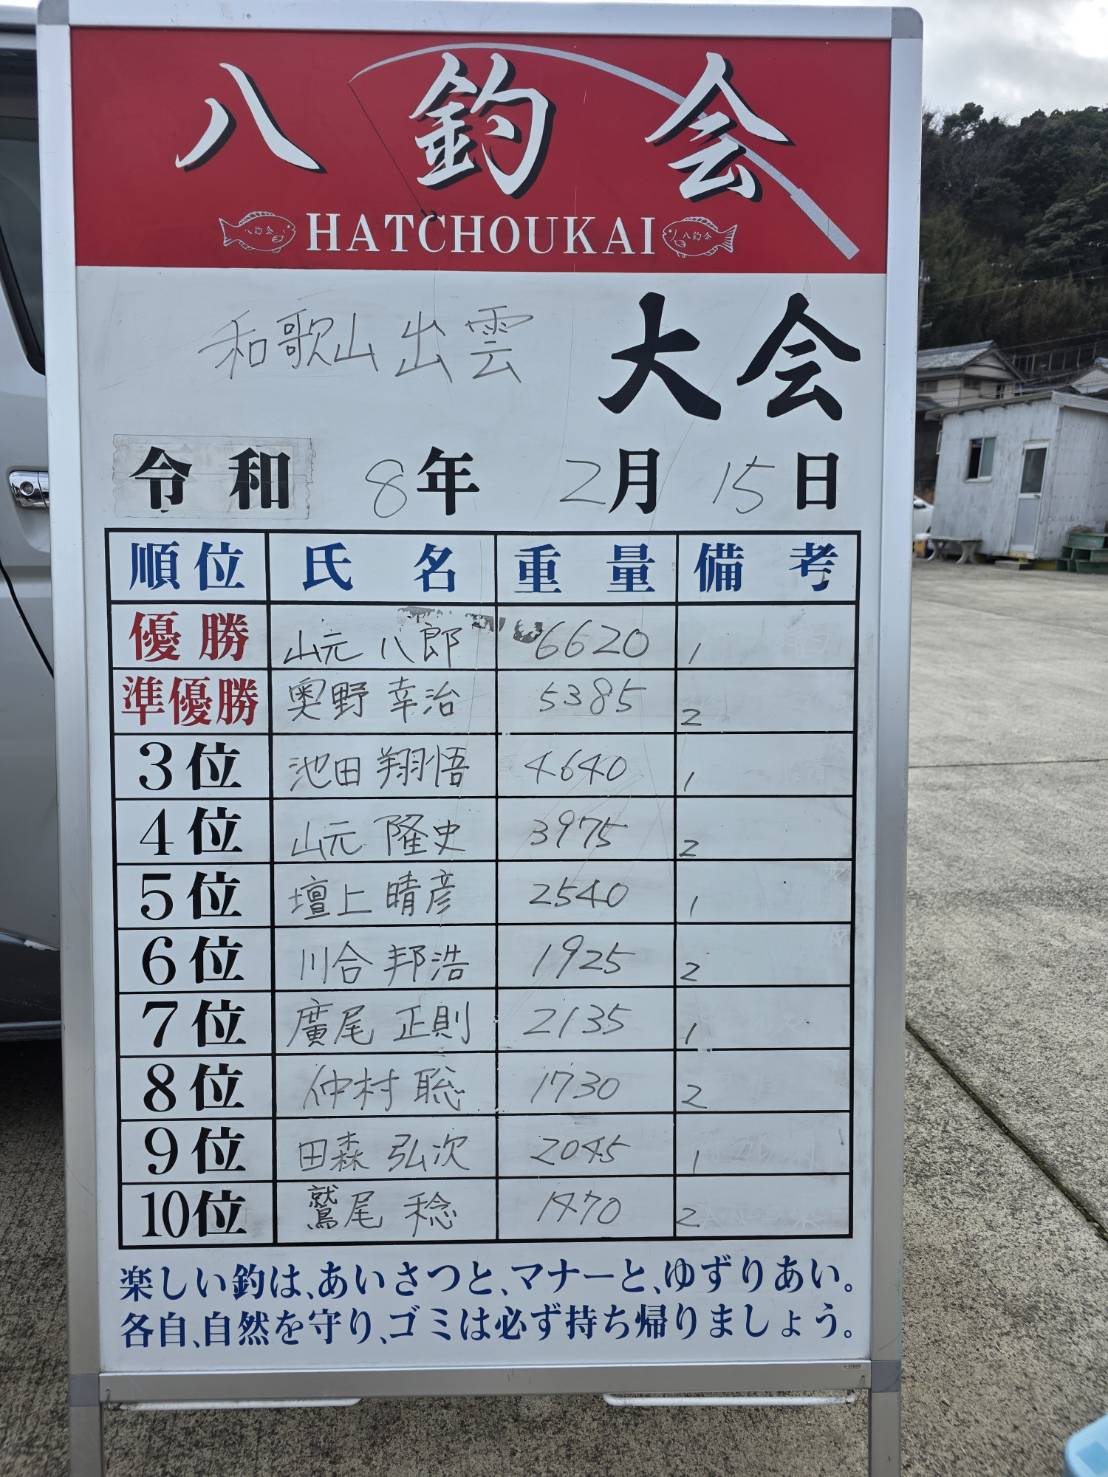 八釣会
八釣会 HATCHOUKAI 八釣会
和歌山出雲 大会
令和 8年 2月 15日
順位 氏名 重量 備考
優勝 山元 八郎 6620 1
準優勝 奥野 幸治 5385 2
3位 池田 翔悟 4640 1
4位 山元 隆史 3975 2
5位 壇上 晴彦 2540 1
6位 川合 邦浩 1925 2
7位 廣尾 正則 2135 1
8位 仲村 聡 1730 2
9位 田森 弘次 2045 1
10位 鷲尾 稔 1470 2
楽しい釣は、あいさつと、マナーと、ゆずりあい。
各自、自然を守り、ゴミは必ず持ち帰りましょう。